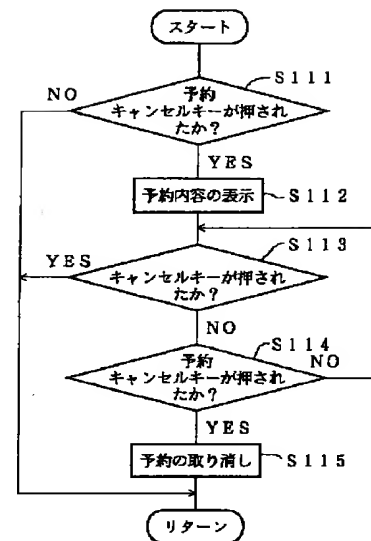 スタート
S111
予約
キャンセルキーが押され
たか？
NO
YES
予約内容の表示
S112
S113
YES
キャンセルキーが押され
たか？
NO
S114
予約
キャンセルキーが押され
たか？
NO
YES
予約の取り消し
S115
リターン